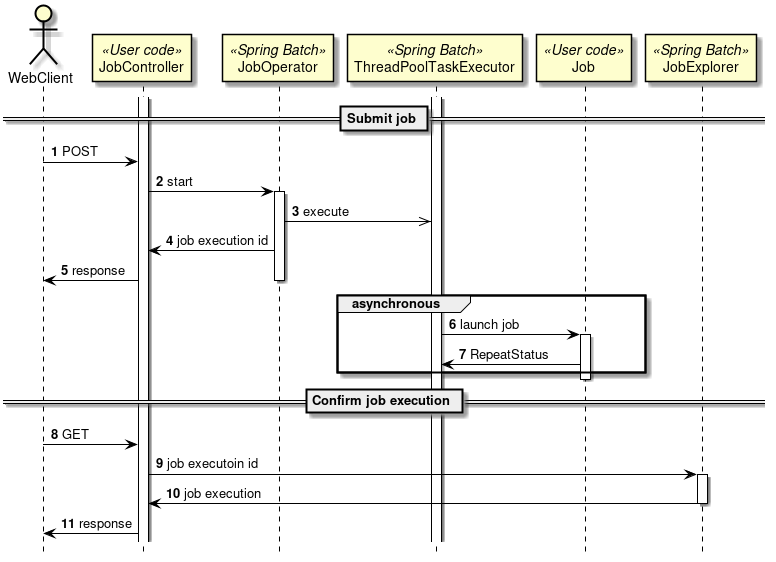 WebClient
«User code»
JobController
«Spring Batch»
JobOperator
«Spring Batch»
ThreadPoolTaskExecutor
«User code»
Job
«Spring Batch»
JobExplorer
Submit job
1 POST
2 start
3 execute
4 job execution id
5 response
asynchronous
6 launch job
7 RepeatStatus
Confirm job execution
8 GET
9 job executoin id
10 job execution
11 response